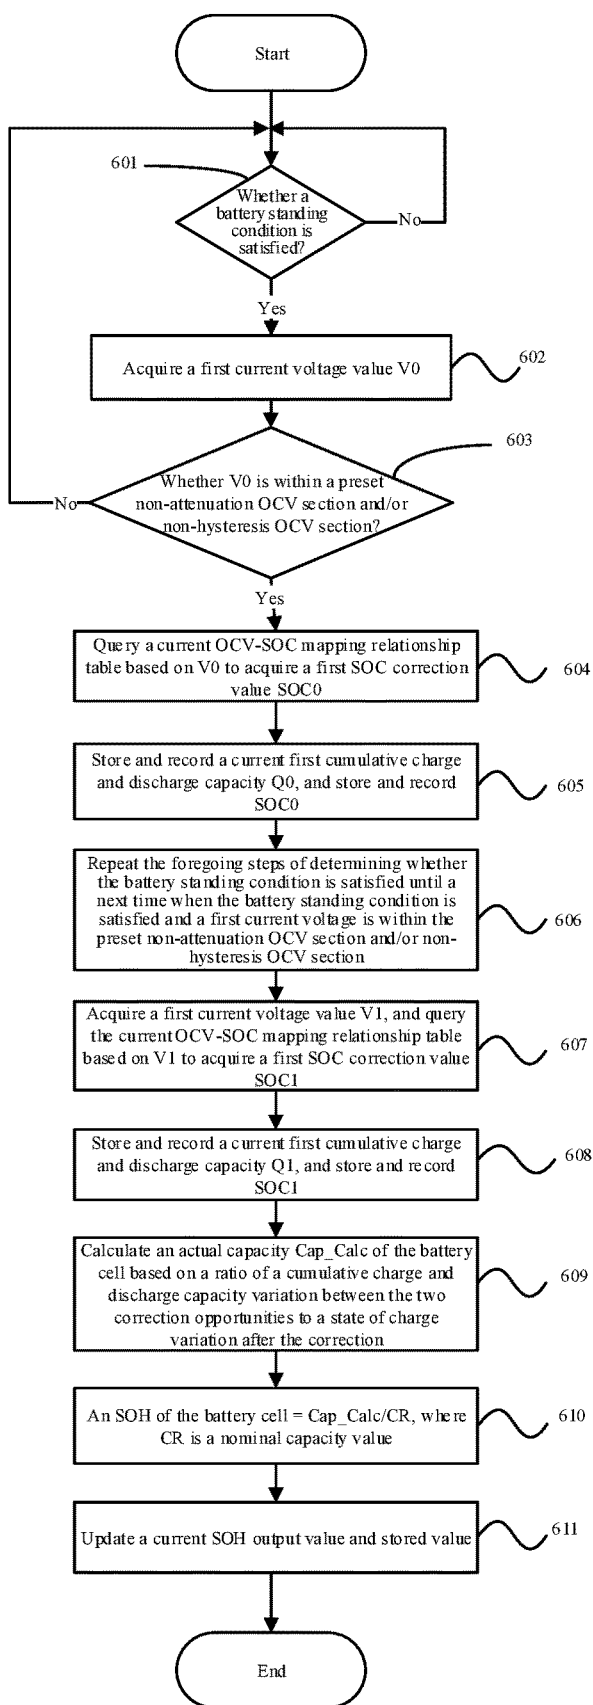 Start
601
Whether a
battery standing
condition is
satisfied?
No
Yes
Acquire a first current voltage value V0
602
603
Whether V0 is within a preset
non-attenuation OCV section and/or
non-hysteresis OCV section?
No
Yes
Query a current OCV-SOC mapping relationship
table based on V0 to acquire a first SOC correction
value SOC0
604
Store and record a current first cumulative charge
and discharge capacity Q0, and store and record
SOC0
605
Repeat the foregoing steps of determining whether
the battery standing condition is satisfied until a
next time when the battery standing condition is
satisfied and a first current voltage is within the
preset non-attenuation OCV section and/or non-
hysteresis OCV section
606
Acquire a first current voltage value V1, and query
the current OCV-SOC mapping relationship table
based on V1 to acquire a first SOC correction value
SOC1
607
Store and record a current first cumulative charge
and discharge capacity Q1, and store and record
SOC1
608
Calculate an actual capacity Cap_Calc of the battery
cell based on a ratio of a cumulative charge and
discharge capacity variation between the two
correction opportunities to a state of charge
variation after the correction
609
An SOH of the battery cell = Cap_Calc/CR, where
CR is a nominal capacity value
610
Update a current SOH output value and stored value
611
End